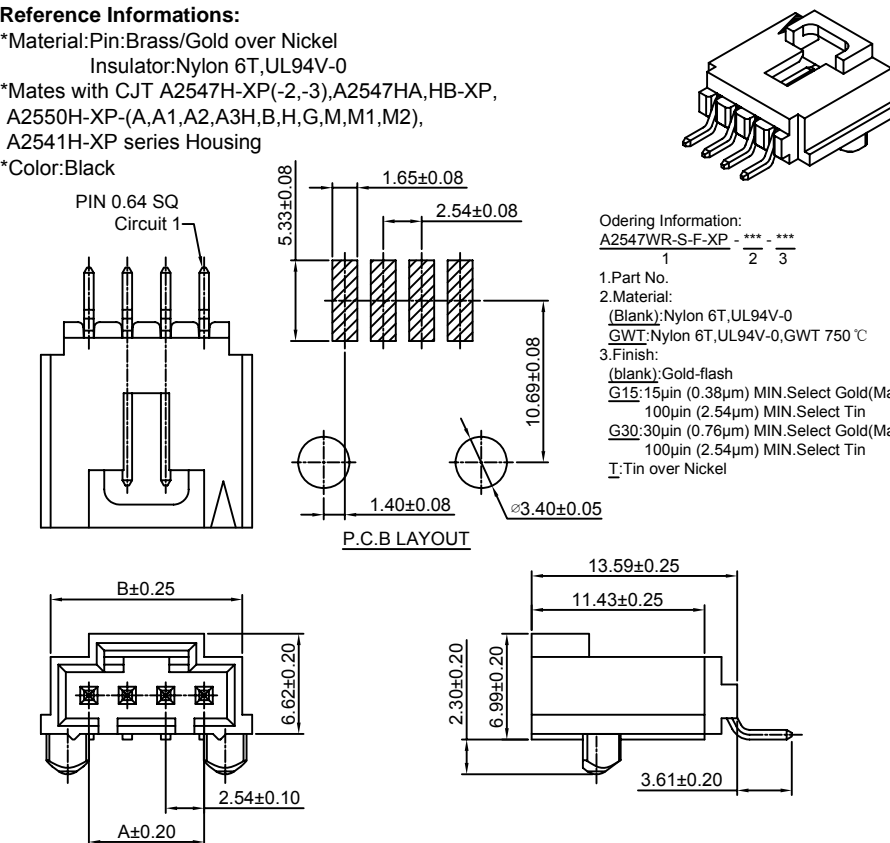 Reference Informations:
*Material:Pin:Brass/Gold over Nickel
Insulator:Nylon 6T,UL94V-0
*Mates with CJT A2547H-XP(-2,-3),A2547HA,HB-XP,
A2550H-XP-(A,A1,A2,A3H,B,H,G,M,M1,M2),
A2541H-XP series Housing
*Color:Black
PIN 0.64 SQ
Circuit 1
5.33±0.08
1.65±0.08
2.54±0.08
10.69±0.08
1.40±0.08
⌀3.40±0.05
P.C.B LAYOUT
Odering Information:
A2547WR-S-F-XP - *** - ***
1 2 3
1.Part No.
2.Material:
(Blank):Nylon 6T,UL94V-0
GWT:Nylon 6T,UL94V-0,GWT 750℃
3.Finish:
(blank):Gold-flash
G15:15μin (0.38μm) MIN.Select Gold(Ma
100μin (2.54μm) MIN.Select Tin
G30:30μin (0.76μm) MIN.Select Gold(Ma
100μin (2.54μm) MIN.Select Tin
T:Tin over Nickel
B±0.25
6.62±0.20
2.54±0.10
A±0.20
13.59±0.25
11.43±0.25
2.30±0.20
6.99±0.20
3.61±0.20